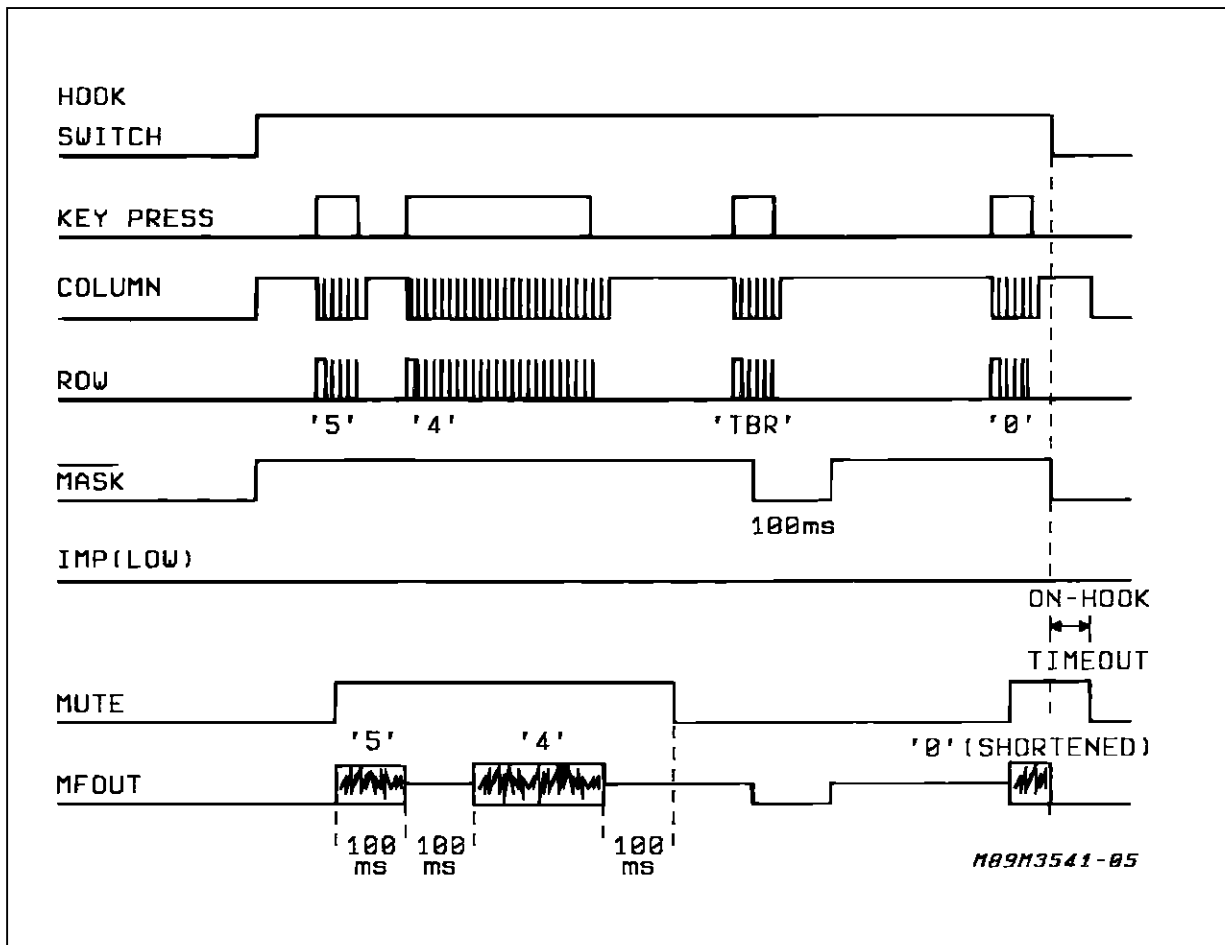 HOOK
SWITCH
KEY PRESS
COLUMN
ROW
'5' '4' 'TBR' '0'
MASK
100ms
IMP(LOW)
ON-HOOK
TIMEOUT
MUTE
'5' '4' '0'(SHORTENED)
MFOUT
100 100 100
ms ms ms
M89M3541-05